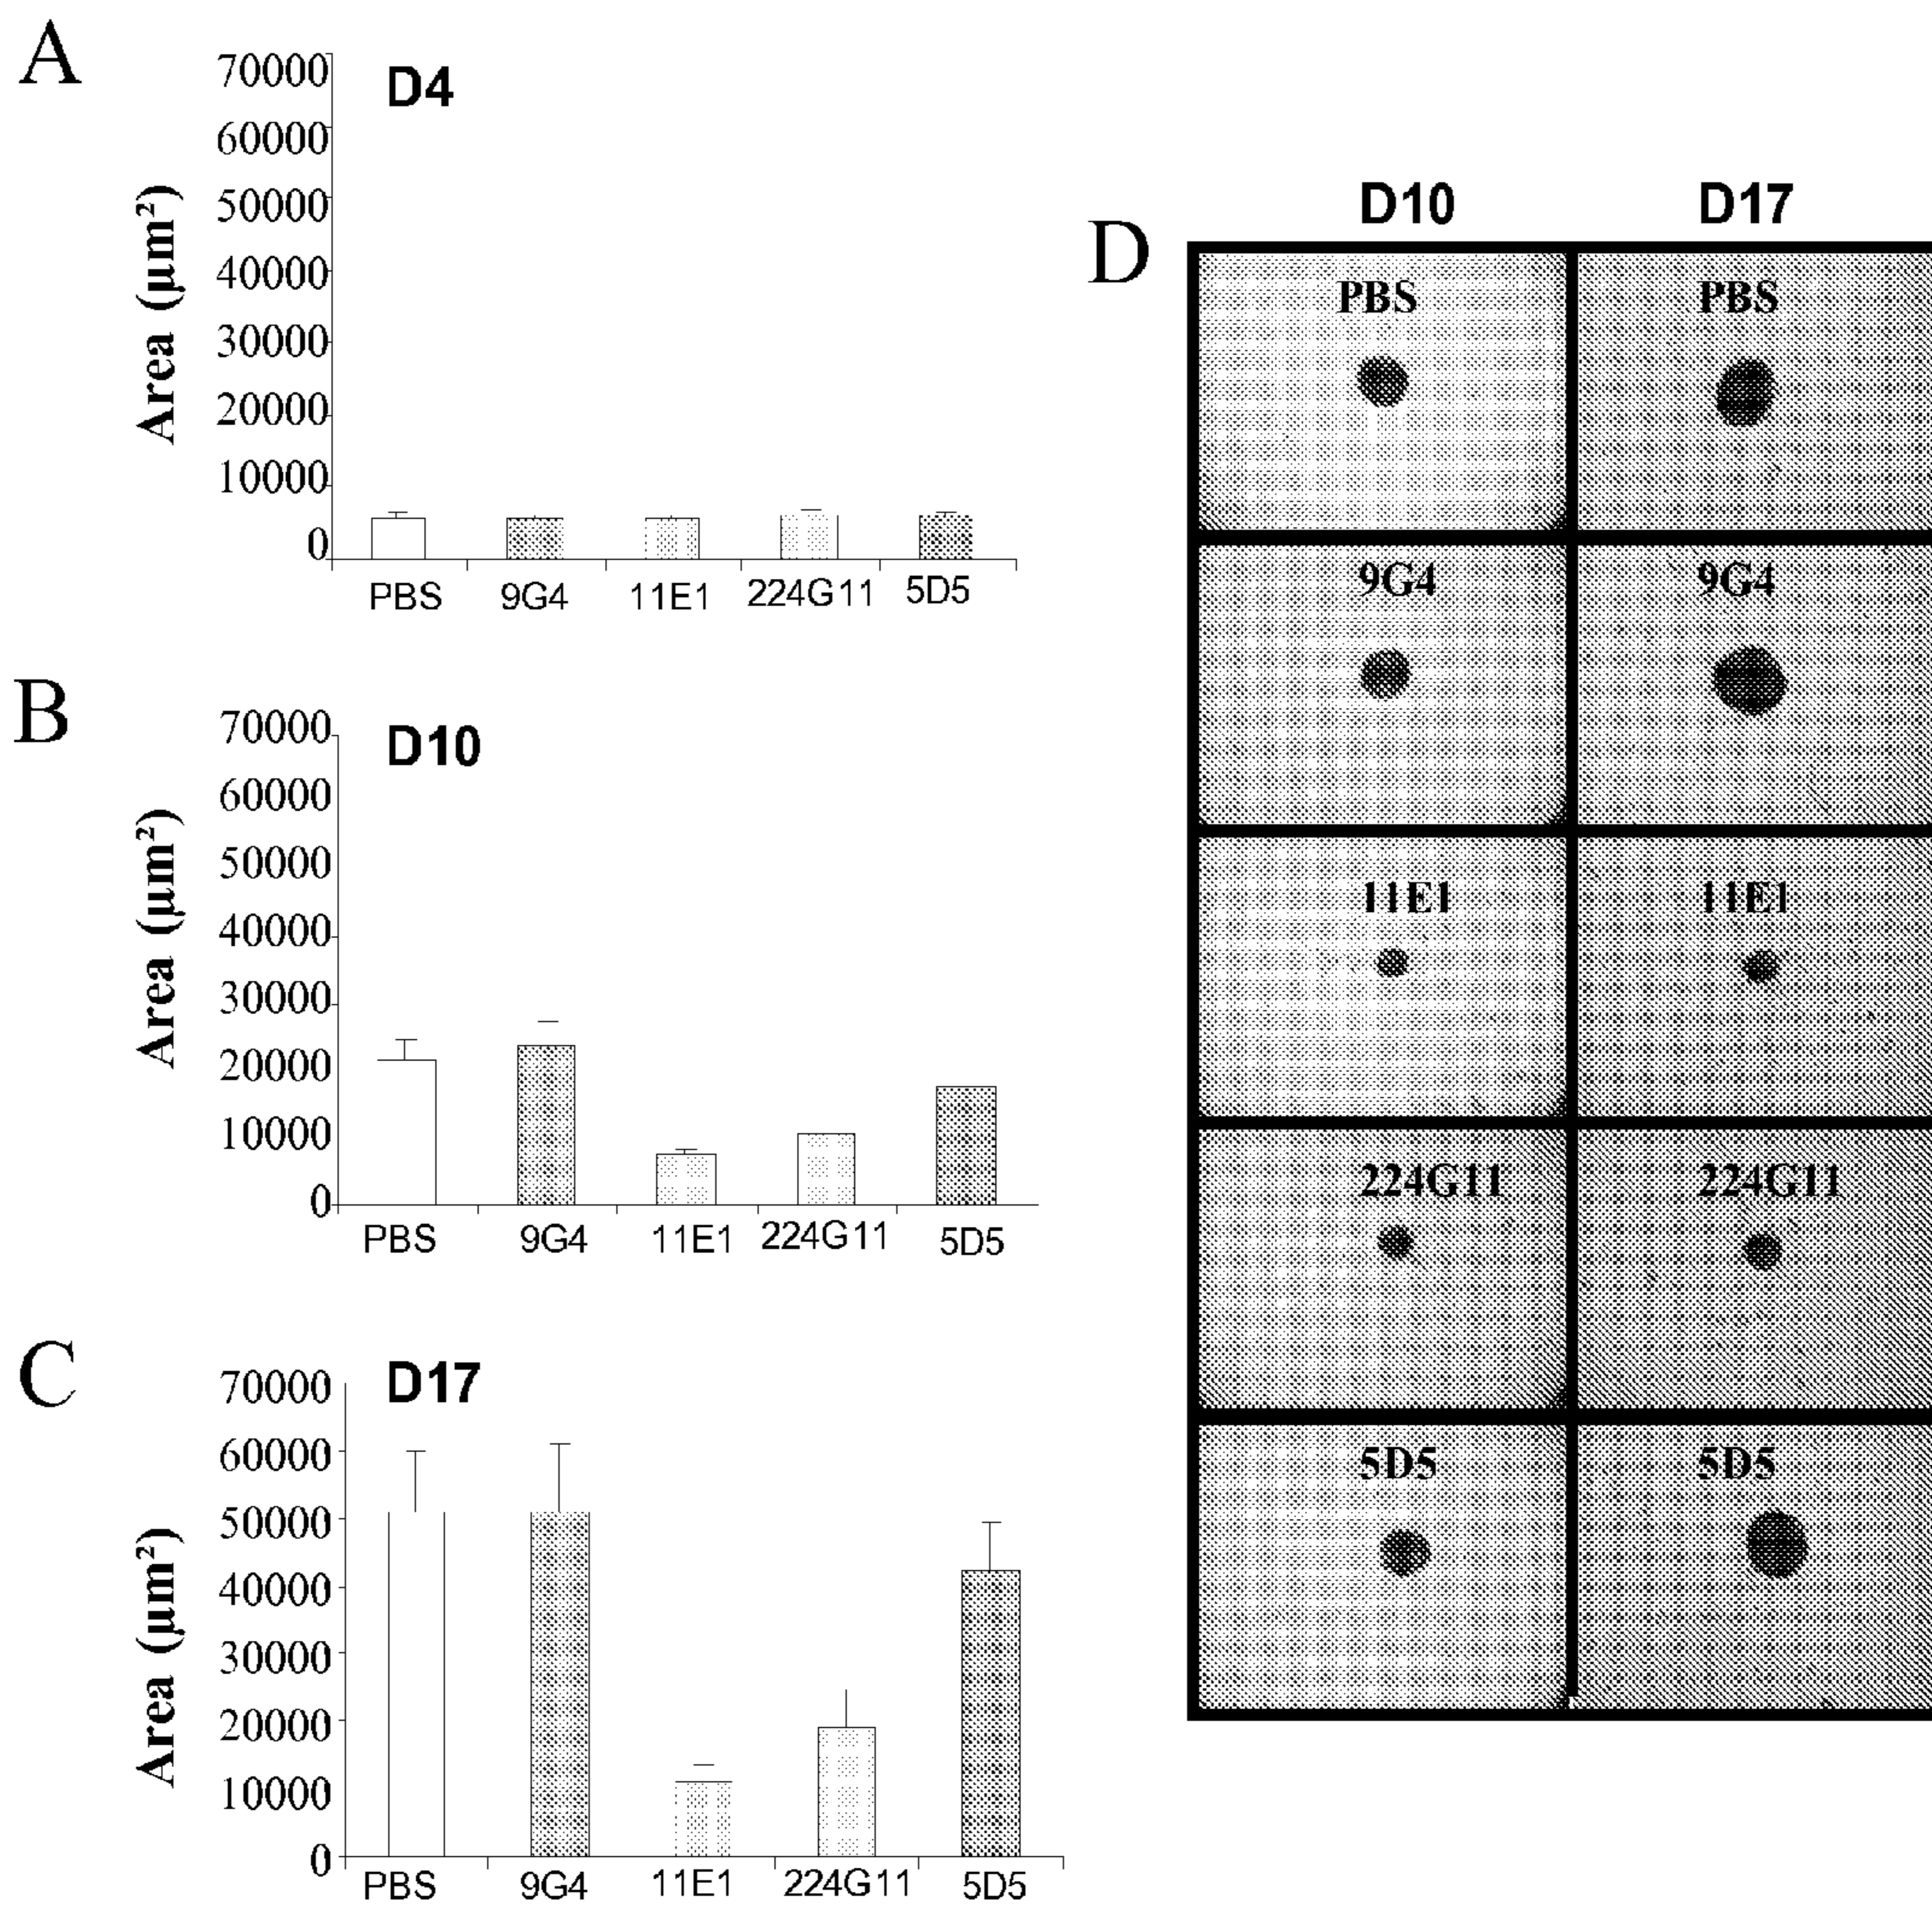 A
D4
70000
60000
50000
40000
30000
20000
10000
0
Area (µm²)
PBS 9G4 11E1 224G11 5D5
B
D10
70000
60000
50000
40000
30000
20000
10000
0
Area (µm²)
PBS 9G4 11E1 224G11 5D5
C
D17
70000
60000
50000
40000
30000
20000
10000
0
Area (µm²)
PBS 9G4 11E1 224G11 5D5
D
D10 D17
PBS PBS
9G4 9G4
11E1 11E1
224G11 224G11
5D5 5D5